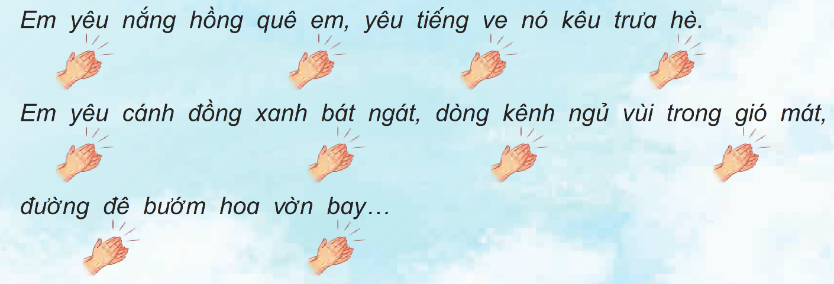 Em yêu nắng hồng quê em, yêu tiếng ve nó kêu trưa hè.
Em yêu cánh đồng xanh bát ngát, dòng kênh ngủ vùi trong gió mát,
đường đê bướm hoa vờn bay...